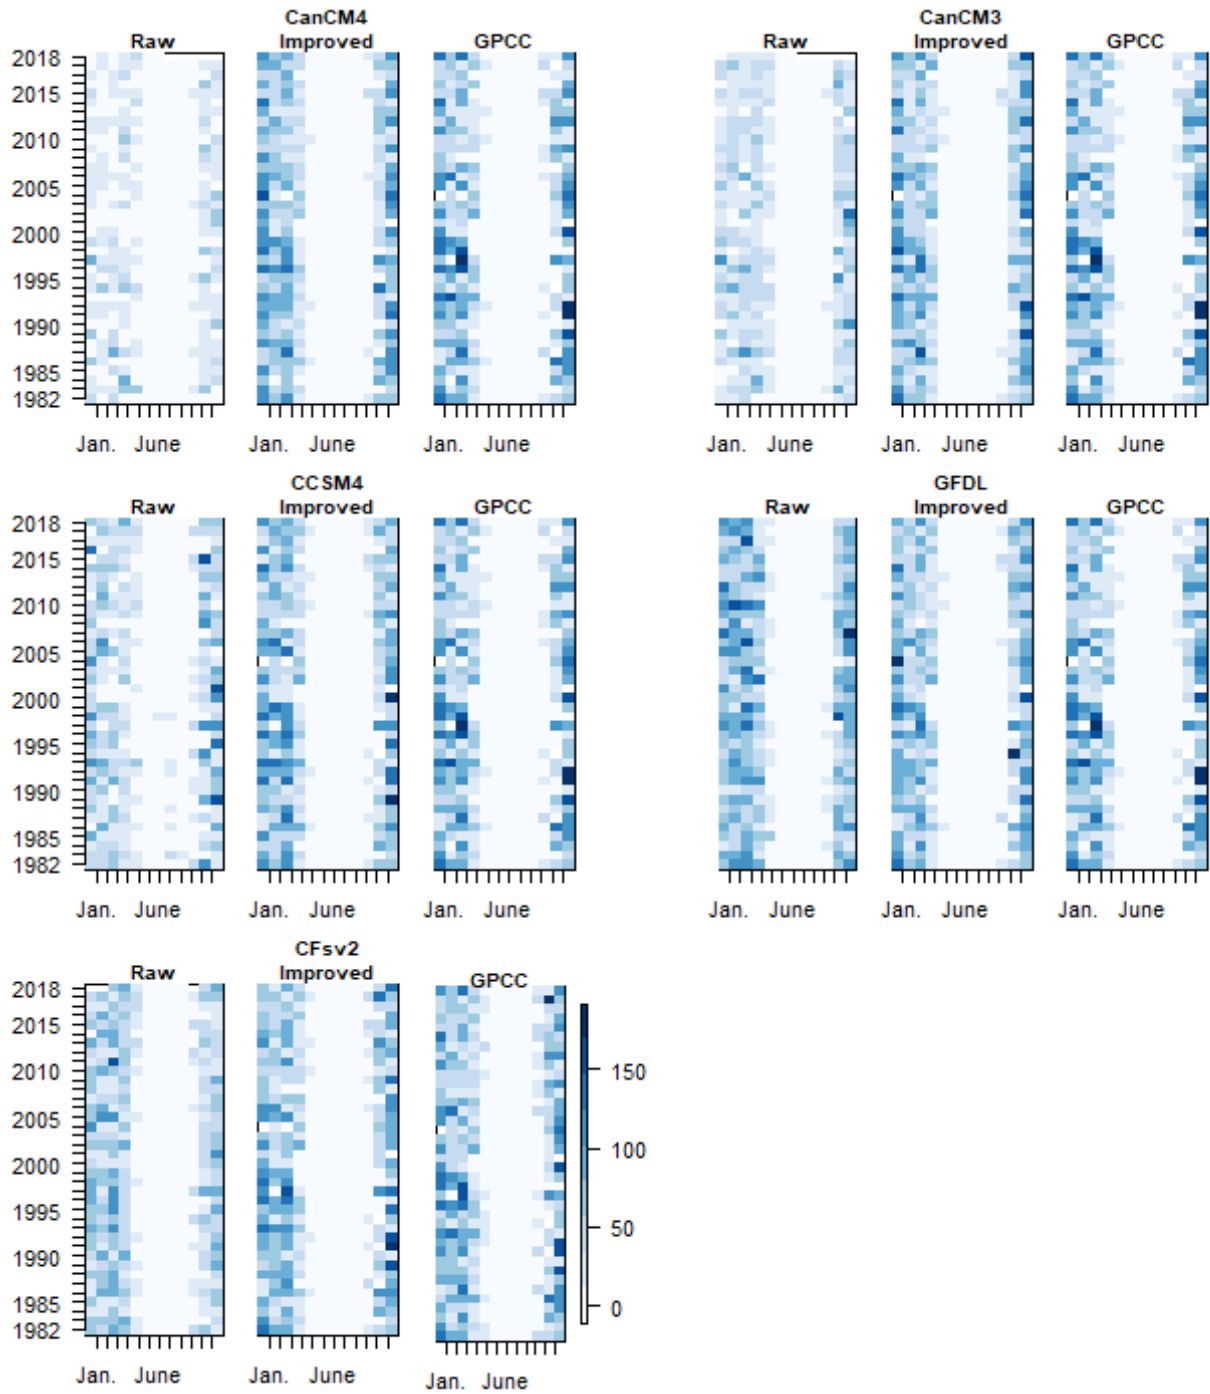 CanCM4
Raw Improved GPCC
2018
2015
2010
2005
2000
1995
1990
1985
1982
Jan. June Jan. June Jan. June
CanCM3
Raw Improved GPCC
Jan. June Jan. June Jan. June
CCSM4
Raw Improved GPCC
2018
2015
2010
2005
2000
1995
1990
1985
1982
Jan. June Jan. June Jan. June
GFDL
Raw Improved GPCC
Jan. June Jan. June Jan. June
CFsv2
Raw Improved GPCC
2018
2015
2010
2005
2000
1995
1990
1985
1982
Jan. June Jan. June Jan. June
150
100
50
0